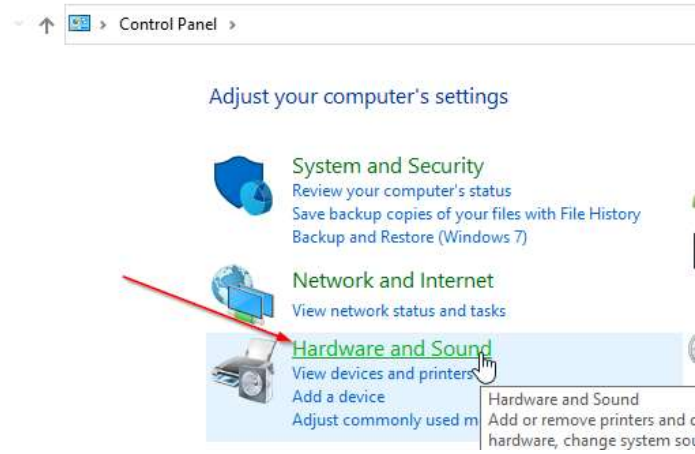 Control Panel
Adjust your computer's settings
System and Security
Review your computer's status
Save backup copies of your files with File History
Backup and Restore (Windows 7)
Network and Internet
View network status and tasks
Hardware and Sound
View devices and printers
Add a device
Adjust commonly used
Hardware and Sound
Add or remove printers and
hardware, change system